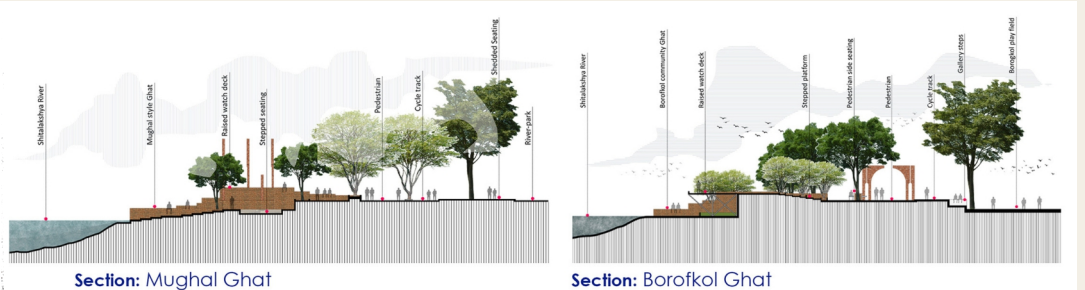 Shitalakshya River
Mughal style Ghat
Raised watch deck
Stepped seating
Pedestrian
Cycle track
Shedded Seating
River-park
Section: Mughal Ghat
Shitalakshya River
Borofkol community Ghat
Raised watch deck
Stepped platform
Pedestrian side seating
Pedestrian
Cycle track
Gallery steps
Borngkol play field
Section: Borofkol Ghat